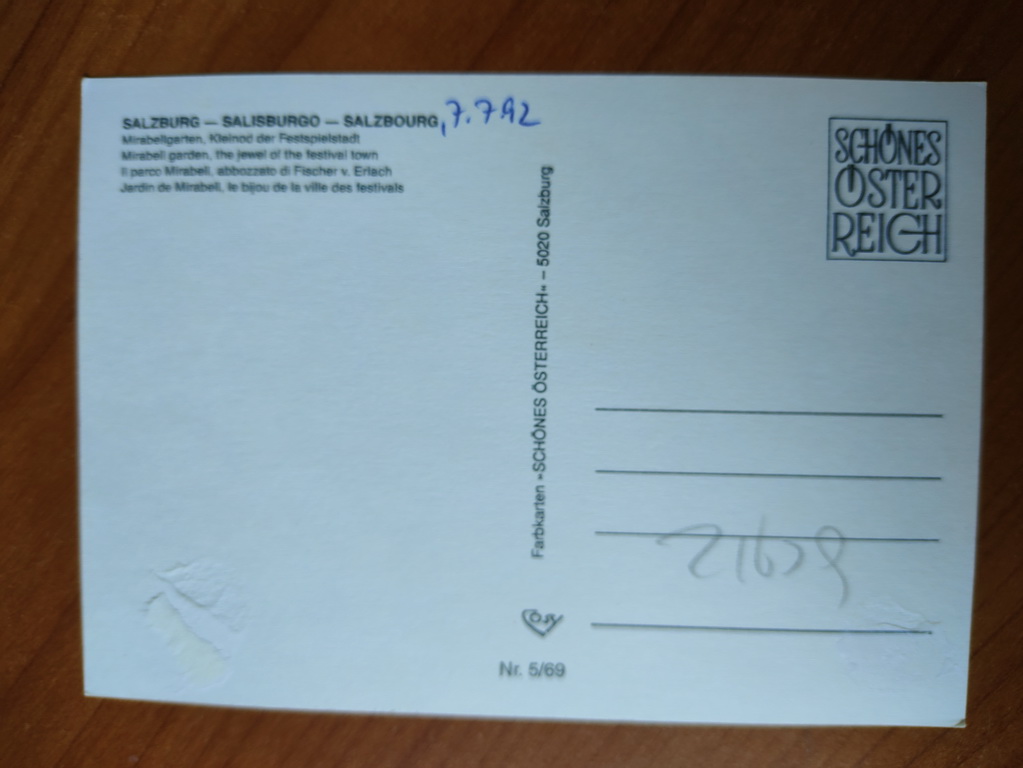 SALZBURG — SALISBURGO — SALZBOURG, 7.7.92
Mirabellgarten, Kleinod der Festspielstadt
Mirabell garden, the jewel of the festival town
Il parco Mirabell, abbozzato di Fischer v. Erlach
Jardin de Mirabell, le bijou de la ville des festivals
Farbkarten »SCHÖNES ÖSTERREICH« – 5020 Salzburg
Nr. 5/69
SCHÖNES
ÖSTER
REICH